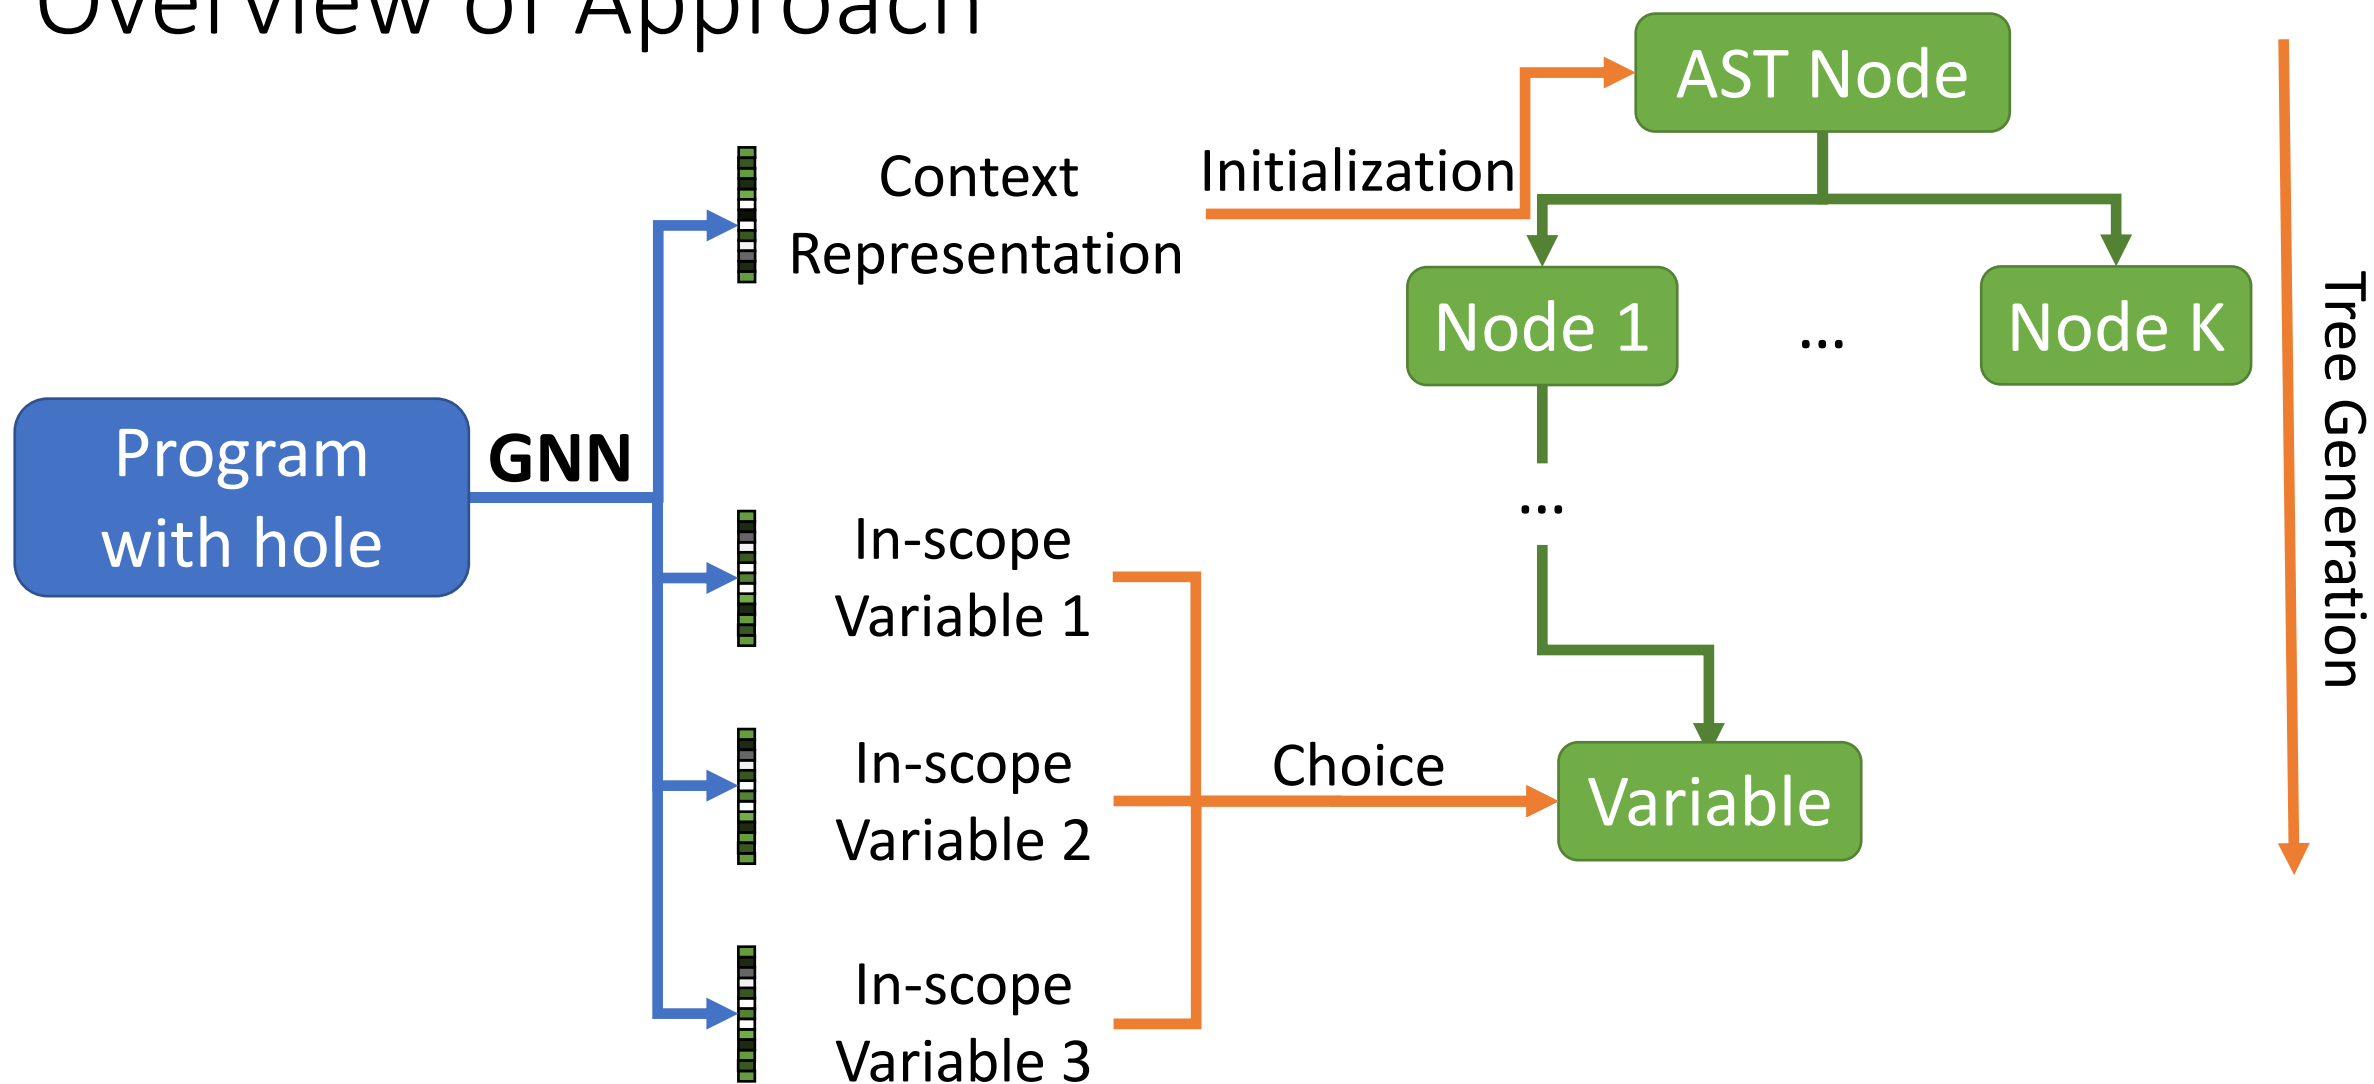 Overview of Approach
AST Node
Context
Representation
Initialization
Node 1
...
Node K
Program
with hole
GNN
...
In-scope
Variable 1
In-scope
Variable 2
Choice
Variable
In-scope
Variable 3
Tree Generation